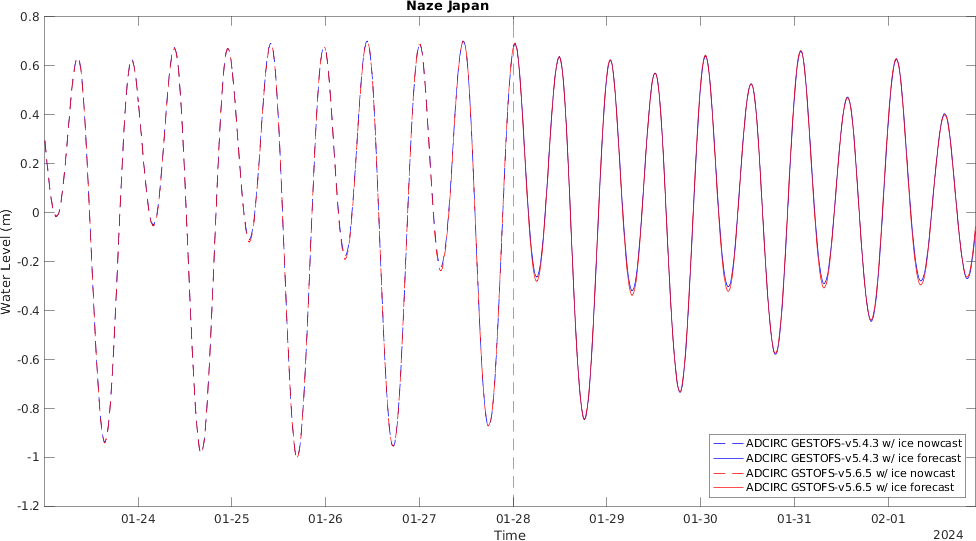 Naze Japan
Water Level (m)
0.8
0.6
0.4
0.2
0
-0.2
-0.4
-0.6
-0.8
-1
-1.2
ADCIRC GESTOFS-v5.4.3 w/ ice nowcast
ADCIRC GESTOFS-v5.4.3 w/ ice forecast
ADCIRC GSTOFS-v5.6.5 w/ ice nowcast
ADCIRC GSTOFS-v5.6.5 w/ ice forecast
01-24 01-25 01-26 01-27 01-28 01-29 01-30 01-31 02-01
Time
2024